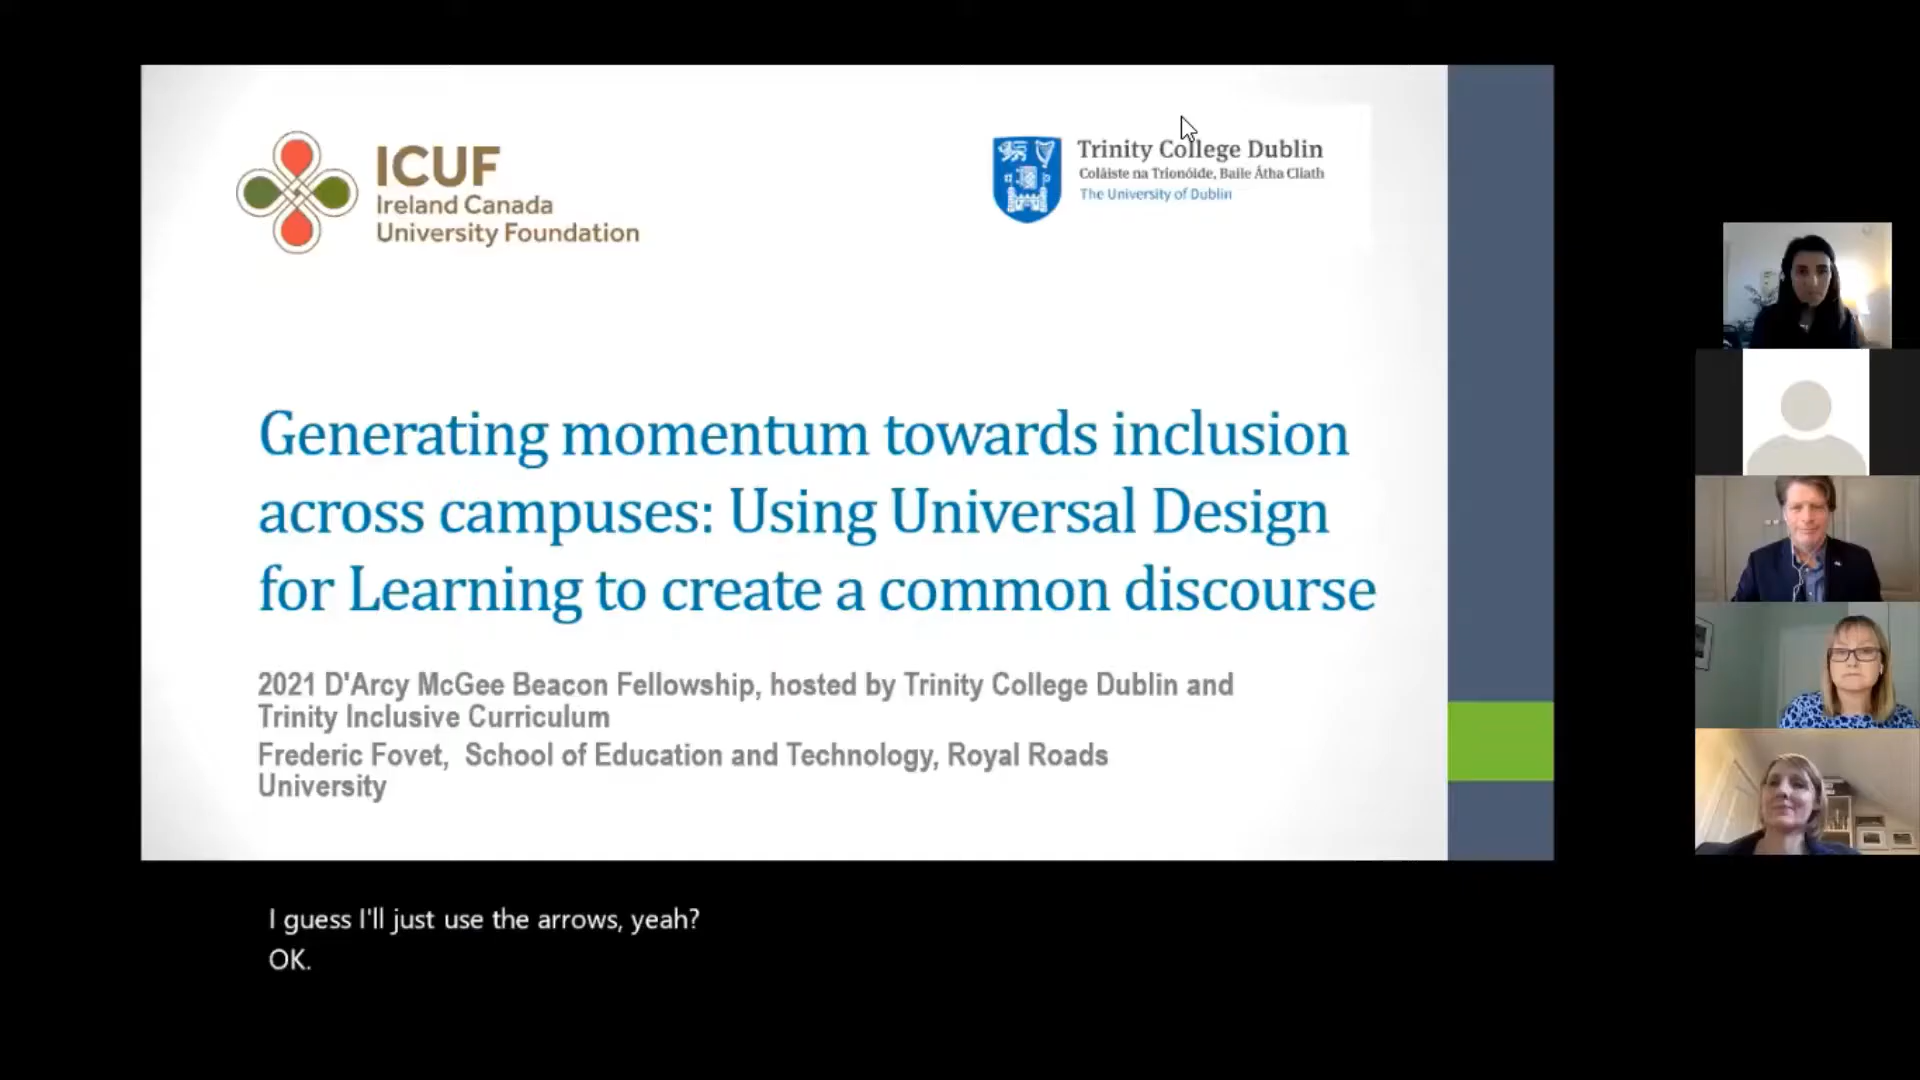 ICUF
Ireland Canada
University Foundation
Trinity College Dublin
Coláiste na Tríonóide, Baile Átha Cliath
The University of Dublin
Generating momentum towards inclusion
across campuses: Using Universal Design
for Learning to create a common discourse
2021 D'Arcy McGee Beacon Fellowship, hosted by Trinity College Dublin and
Trinity Inclusive Curriculum
Frederic Fovet, School of Education and Technology, Royal Roads
University
I guess I'll just use the arrows, yeah?
OK.